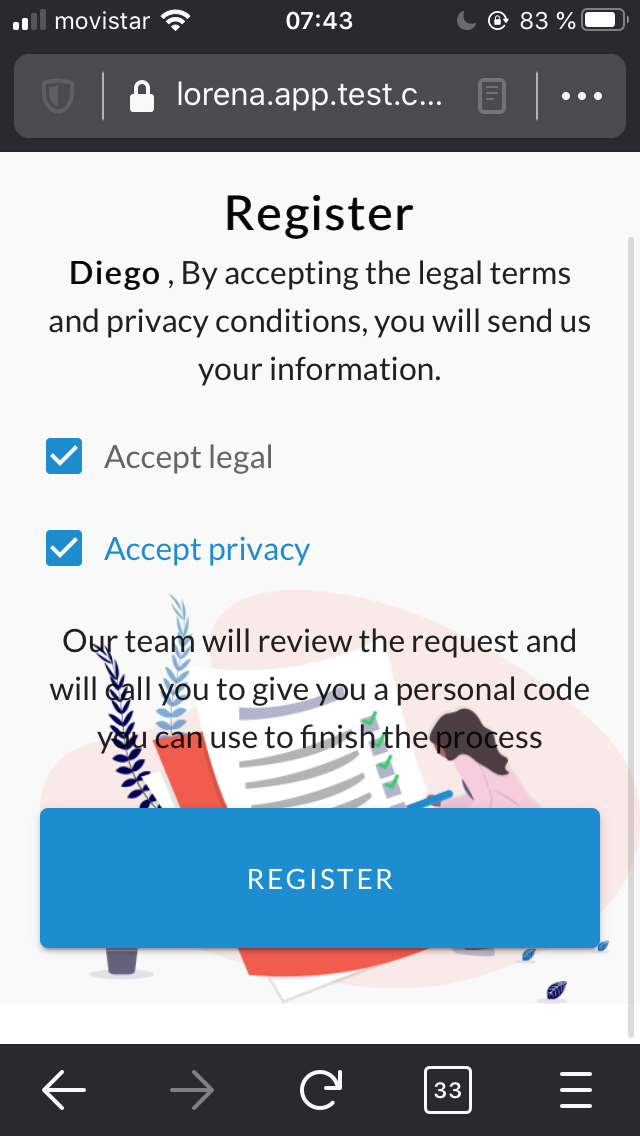 movistar 07:43 83 %
lorena.app.test.c...
Register
Diego , By accepting the legal terms
and privacy conditions, you will send us
your information.
Accept legal
Accept privacy
Our team will review the request and
will call you to give you a personal code
you can use to finish the process
REGISTER
33